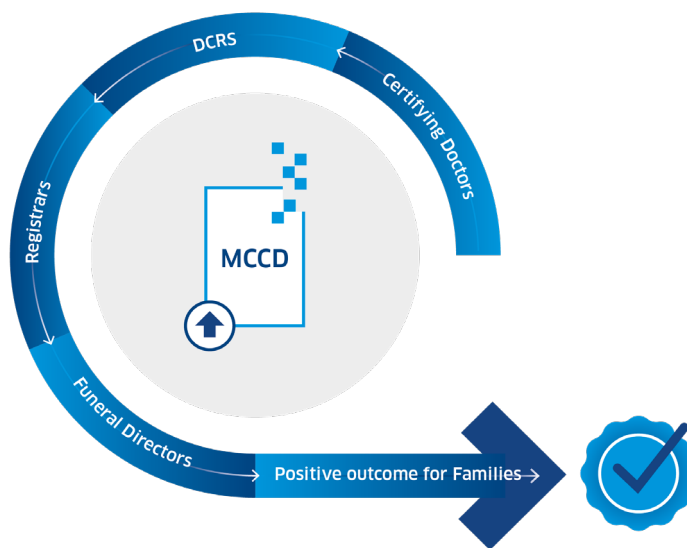 Certifying Doctors
DCRS
Registrars
Funeral Directors
Positive outcome for Families
MCCD